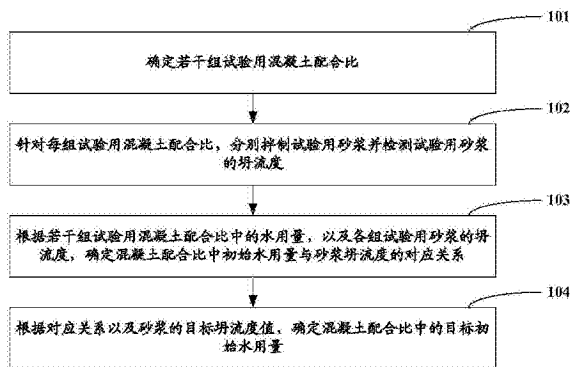 101
确定若干组试验用混凝土配合比
102
针对每组试验用混凝土配合比，分别拌制试验用砂浆并检测试验用砂浆
的坍流度
103
根据若干组试验用混凝土配合比中的水用量，以及各组试验用砂浆的坍
流度，确定混凝土配合比中初始水用量与砂浆坍流度的对应关系
104
根据对应关系以及砂浆的目标坍流度值，确定混凝土配合比中的目标初
始水用量